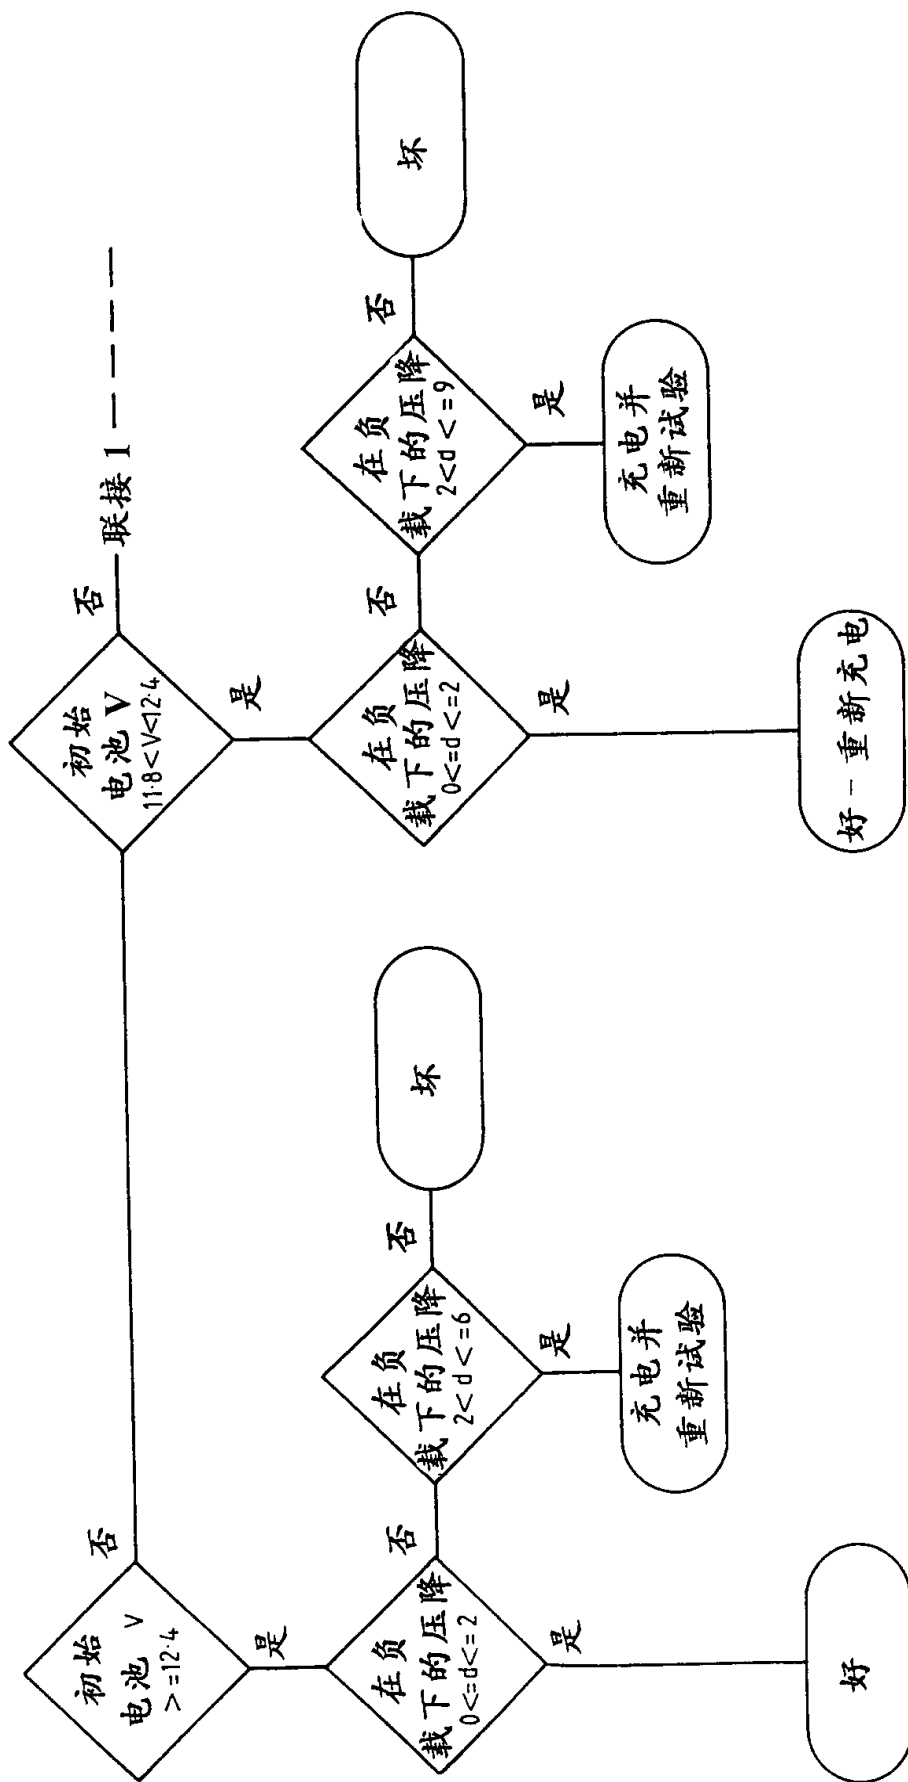 初始
电池 V
>=12·4
否
是
初始
电池 V
11·8<V<12·4
否
联接 1
是
在负
载下的压降
0<=d<=2
否
是
在负
载下的压降
2<d<=6
否
是
坏
在负
载下的压降
0<=d<=2
否
是
在负
载下的压降
2<d<=9
否
是
坏
好
充电并
重新试验
好一重新充电
充电并
重新试验